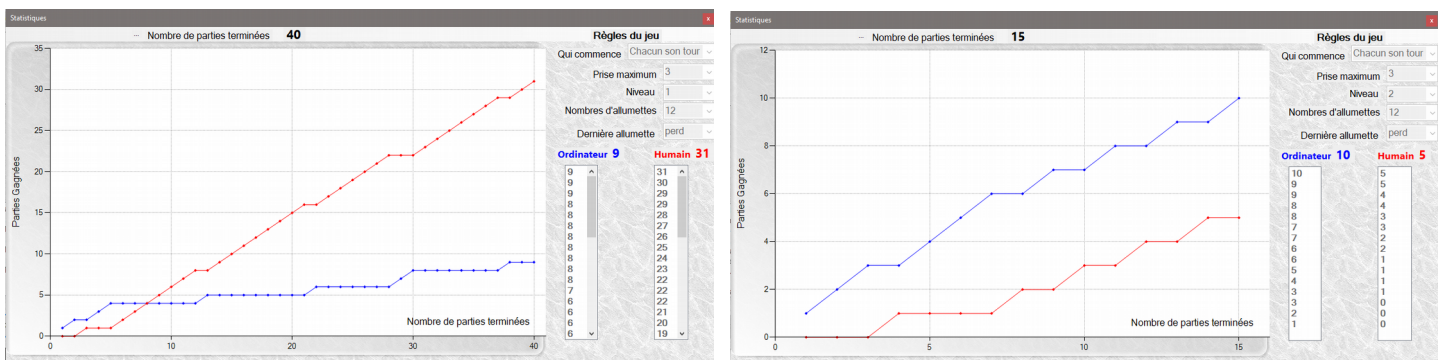 Statistiques
x
... Nombre de parties terminées 40
Règles du jeu
Qui commence Chacun son tour
Prise maximum 3
Niveau 1
Nombres d'allumettes 12
Dernière allumette perd
Ordinateur 9 Humain 31
9 31
9 30
9 29
8 29
8 28
8 27
8 26
8 25
8 24
8 23
8 22
7 22
6 22
6 21
6 20
6 19
Parties Gagnées
35
30
25
20
15
10
5
0
0 10 20 30 40
Nombre de parties terminées
Statistiques
x
... Nombre de parties terminées 15
Règles du jeu
Qui commence Chacun son tour
Prise maximum 3
Niveau 2
Nombres d'allumettes 12
Dernière allumette perd
Ordinateur 10 Humain 5
10 5
9 5
9 4
8 4
8 3
7 3
7 2
6 2
6 1
5 1
4 1
3 1
3 0
2 0
1 0
Parties Gagnées
12
10
8
6
4
2
0
0 5 10 15
Nombre de parties terminées